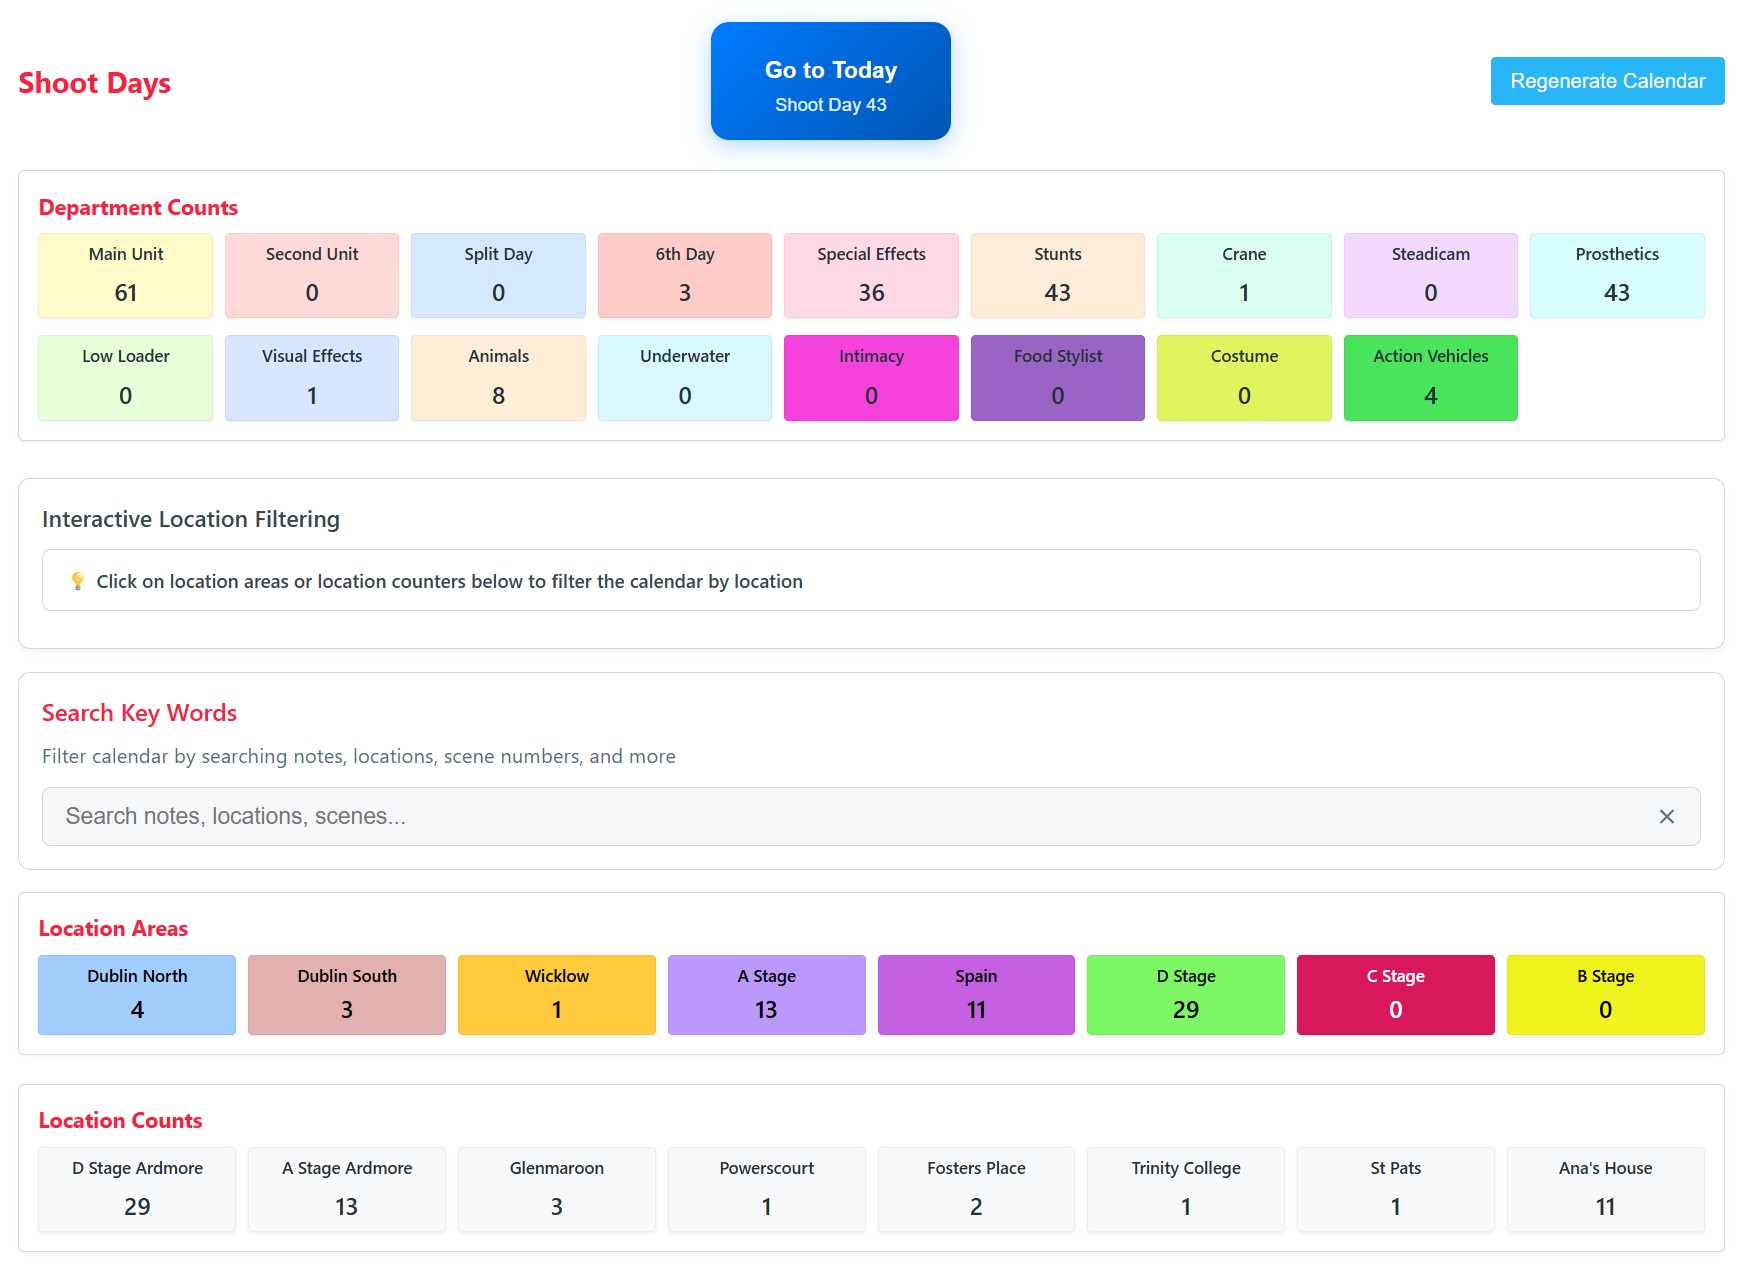 Shoot Days
Go to Today
Shoot Day 43
Regenerate Calendar
Department Counts
Main Unit
61
Second Unit
0
Split Day
0
6th Day
3
Special Effects
36
Stunts
43
Crane
1
Steadicam
0
Prosthetics
43
Low Loader
0
Visual Effects
1
Animals
8
Underwater
0
Intimacy
0
Food Stylist
0
Costume
0
Action Vehicles
4
Interactive Location Filtering
💡 Click on location areas or location counters below to filter the calendar by location
Search Key Words
Filter calendar by searching notes, locations, scene numbers, and more
Search notes, locations, scenes...
Location Areas
Dublin North
4
Dublin South
3
Wicklow
1
A Stage
13
Spain
11
D Stage
29
C Stage
0
B Stage
0
Location Counts
D Stage Ardmore
29
A Stage Ardmore
13
Glenmaroon
3
Powerscourt
1
Fosters Place
2
Trinity College
1
St Pats
1
Ana's House
11